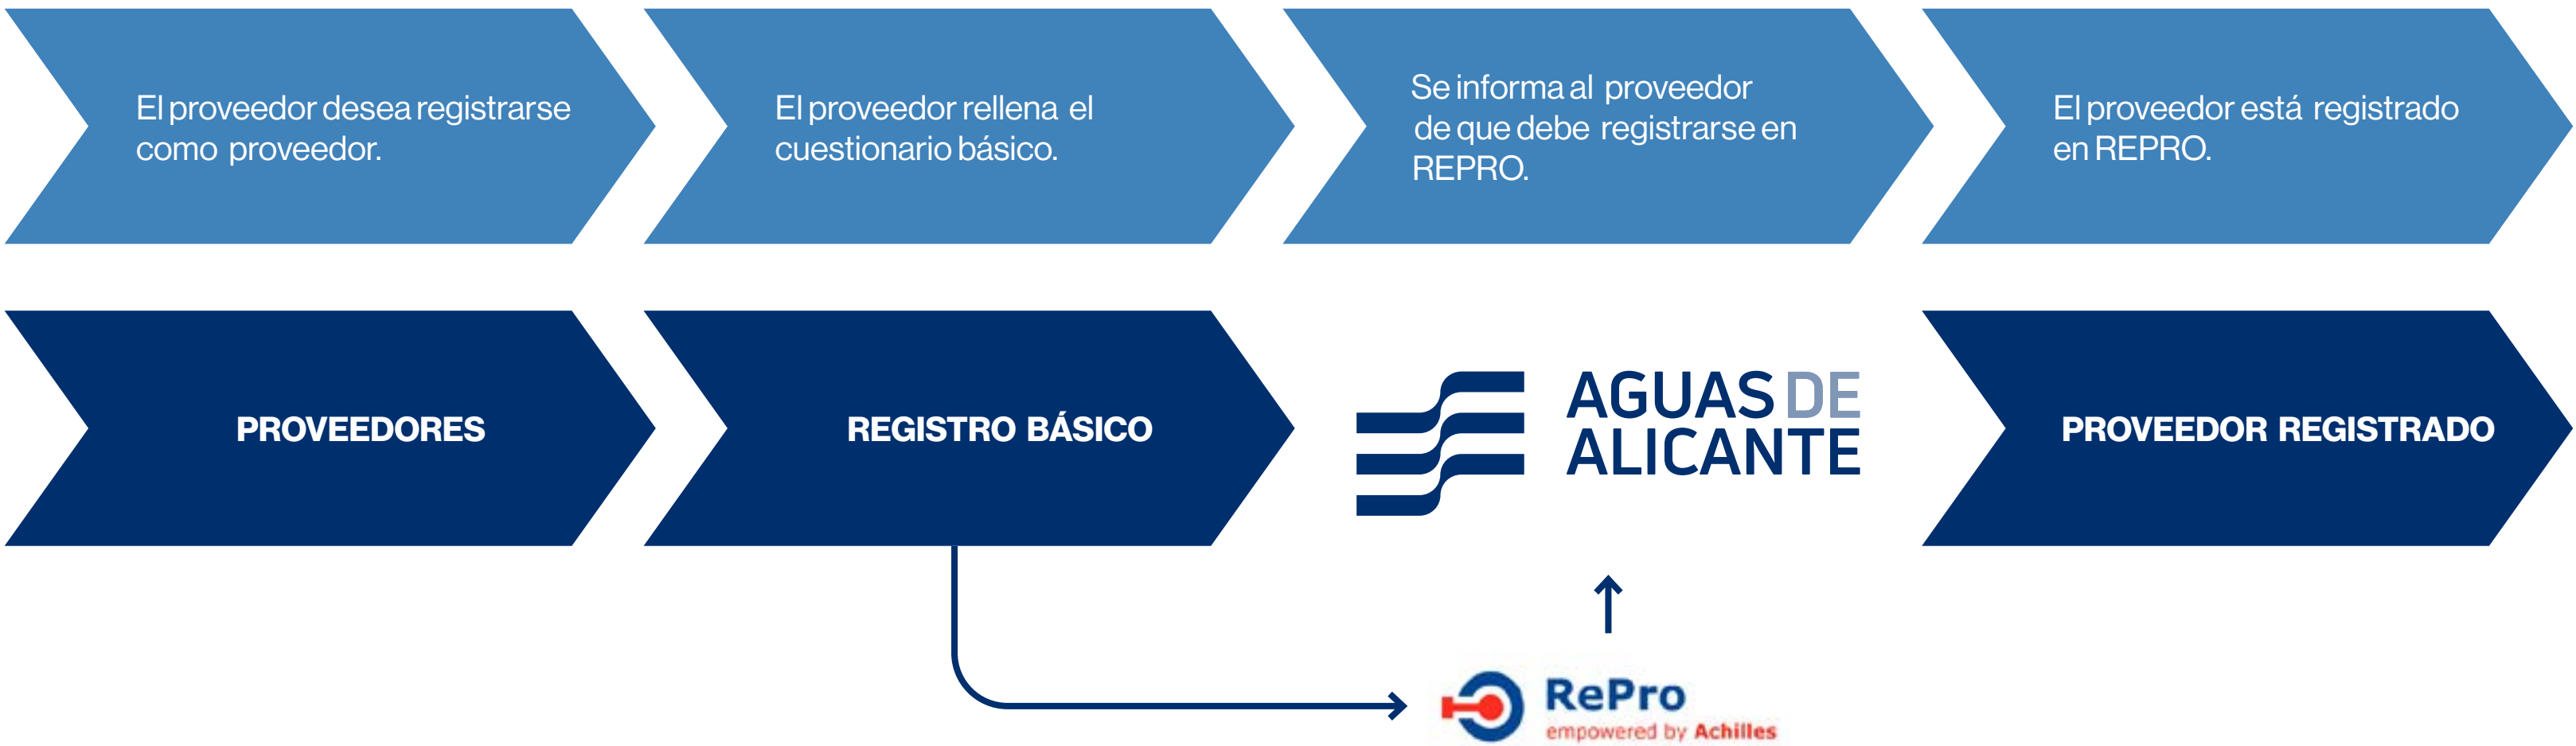 El proveedor desea registrarse
como proveedor.
El proveedor rellena el
cuestionario básico.
Se informa al proveedor
de que debe registrarse en
REPRO.
El proveedor está registrado
en REPRO.
PROVEEDORES
REGISTRO BÁSICO
AGUAS DE
ALICANTE
PROVEEDOR REGISTRADO
RePro
empowered by Achilles